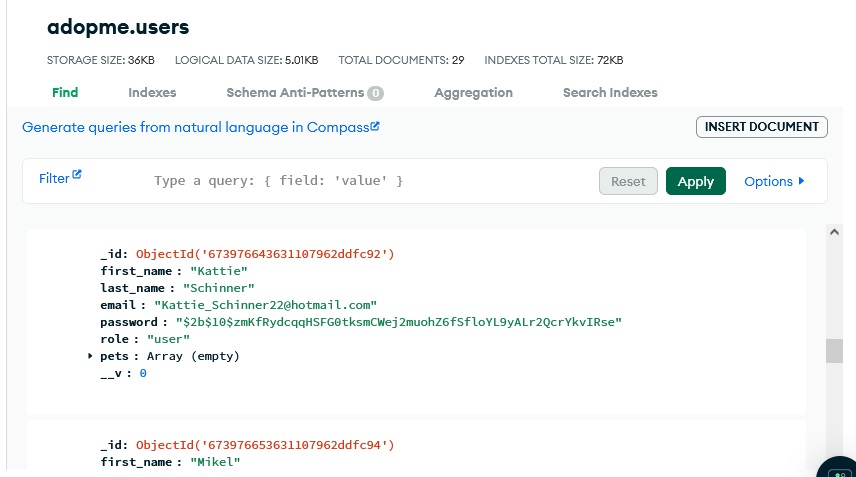 adopme.users
STORAGE SIZE: 36KB LOGICAL DATA SIZE: 5.01KB TOTAL DOCUMENTS: 29 INDEXES TOTAL SIZE: 72KB
Find Indexes Schema Anti-Patterns 0 Aggregation Search Indexes
Generate queries from natural language in Compass
INSERT DOCUMENT
Filter Type a query: { field: 'value' } Reset Apply Options
_id: ObjectId('673976643631107962ddfc92')
first_name : "Kattie"
last_name : "Schinner"
email : "Kattie_Schinner22@hotmail.com"
password : "$2b$10$zmKfRydcqqHSFG0tksmCWej2muohZ6fSfloYL9yALr2QcrYkvIRse"
role : "user"
pets : Array (empty)
__v : 0
_id: ObjectId('673976653631107962ddfc94')
first_name : "Mikel"